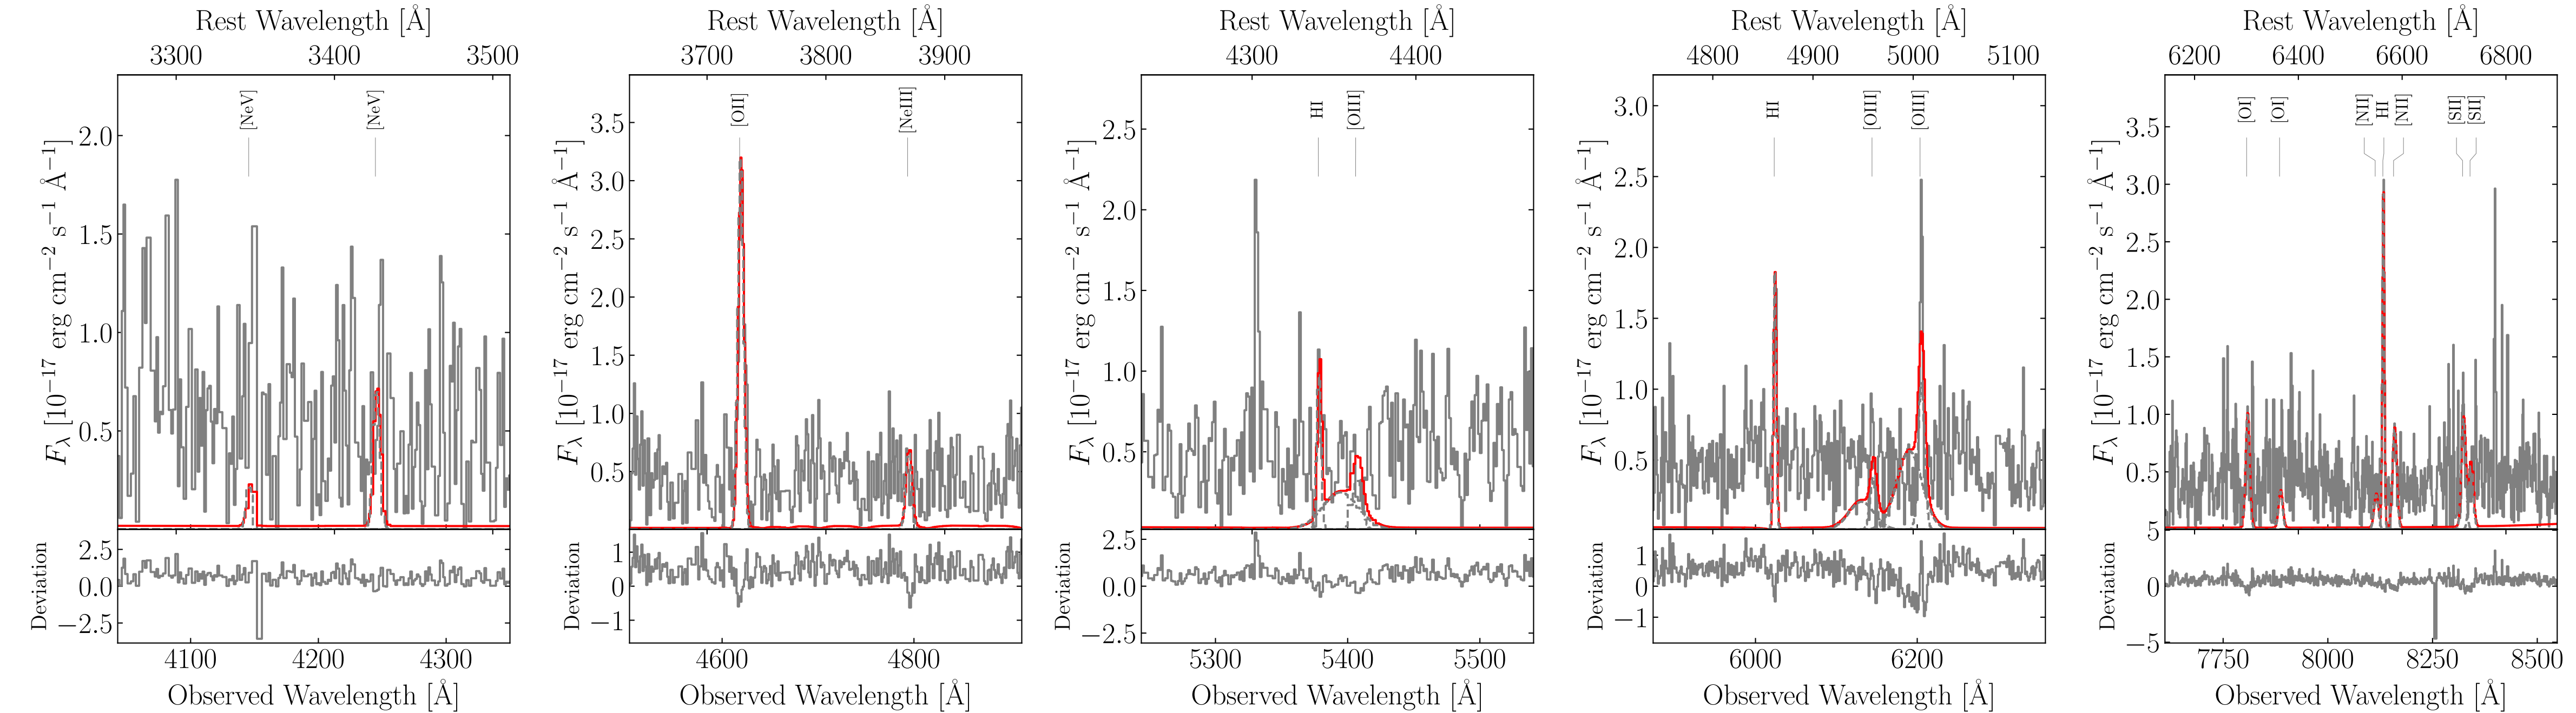 Rest Wavelength [Å]
3300 3400 3500
[NeV] [NeV]
F_λ [10⁻¹⁷ erg cm⁻² s⁻¹ Å⁻¹]
2.0
1.5
1.0
0.5
Deviation
2.5
0.0
−2.5
4100 4200 4300
Observed Wavelength [Å]
Rest Wavelength [Å]
3700 3800 3900
[OII] [NeIII]
F_λ [10⁻¹⁷ erg cm⁻² s⁻¹ Å⁻¹]
3.5
3.0
2.5
2.0
1.5
1.0
0.5
Deviation
1
0
−1
4600 4800
Observed Wavelength [Å]
Rest Wavelength [Å]
4300 4400
HI [OIII]
F_λ [10⁻¹⁷ erg cm⁻² s⁻¹ Å⁻¹]
2.5
2.0
1.5
1.0
0.5
Deviation
2.5
0.0
−2.5
5300 5400 5500
Observed Wavelength [Å]
Rest Wavelength [Å]
4800 4900 5000 5100
HI [OIII] [OIII]
F_λ [10⁻¹⁷ erg cm⁻² s⁻¹ Å⁻¹]
3.0
2.5
2.0
1.5
1.0
0.5
Deviation
1
0
−1
6000 6200
Observed Wavelength [Å]
Rest Wavelength [Å]
6200 6400 6600 6800
[OI] [OI] [NII] HI [NII] [SII] [SII]
F_λ [10⁻¹⁷ erg cm⁻² s⁻¹ Å⁻¹]
3.5
3.0
2.5
2.0
1.5
1.0
0.5
Deviation
5
0
−5
7750 8000 8250 8500
Observed Wavelength [Å]